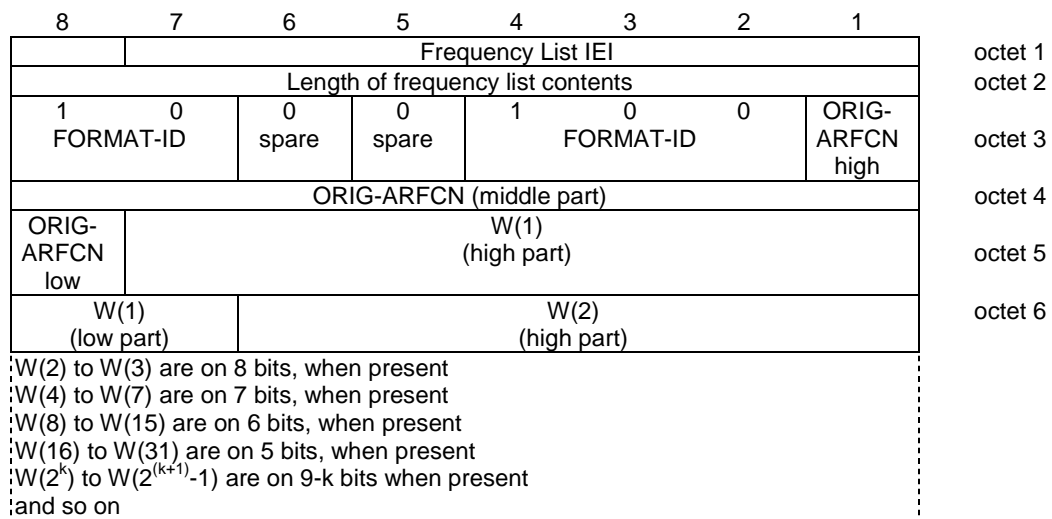 8 7 6 5 4 3 2 1
Frequency List IEI octet 1
Length of frequency list contents octet 2
1 0 0 0 1 0 0 ORIG-
FORMAT-ID spare spare FORMAT-ID ARFCN octet 3
high
ORIG-ARFCN (middle part) octet 4
ORIG- W(1)
ARFCN (high part) octet 5
low
W(1) W(2) octet 6
(low part) (high part)
W(2) to W(3) are on 8 bits, when present
W(4) to W(7) are on 7 bits, when present
W(8) to W(15) are on 6 bits, when present
W(16) to W(31) are on 5 bits, when present
W(2^k) to W(2^(k+1)-1) are on 9-k bits when present
and so on